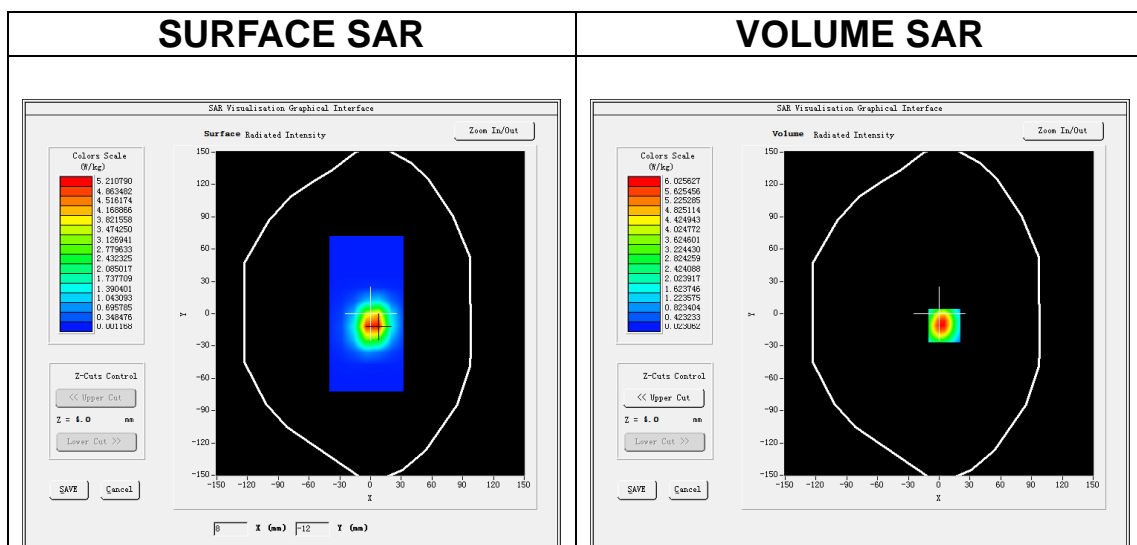 SURFACE SAR
VOLUME SAR
SAR Visualisation Graphical Interface
Surface Radiated Intensity
Zoom In/Out
Colors Scale
(W/kg)
5.210790
4.863482
4.516174
4.168866
3.821558
3.474250
3.126941
2.779633
2.432325
2.085017
1.737709
1.390401
1.043093
0.695785
0.348476
0.001168
150
120
90
60
30
0
-30
-60
-90
-120
-150
Y
-150 -120 -90 -60 -30 0 30 60 90 120 150
X
Z-Cuts Control
<< Upper Cut
Z = 4.0 mm
Lower Cut >>
SAVE Cancel
8 X (mm) -12 Y (mm)
SAR Visualisation Graphical Interface
Volume Radiated Intensity
Zoom In/Out
Colors Scale
(W/kg)
6.025627
5.625456
5.225285
4.825114
4.424943
4.024772
3.624601
3.224430
2.824259
2.424088
2.023917
1.623746
1.223575
0.823404
0.423233
0.023062
150
120
90
60
30
0
-30
-60
-90
-120
-150
Y
-150 -120 -90 -60 -30 0 30 60 90 120 150
X
Z-Cuts Control
<< Upper Cut
Z = 4.0 mm
Lower Cut >>
SAVE Cancel